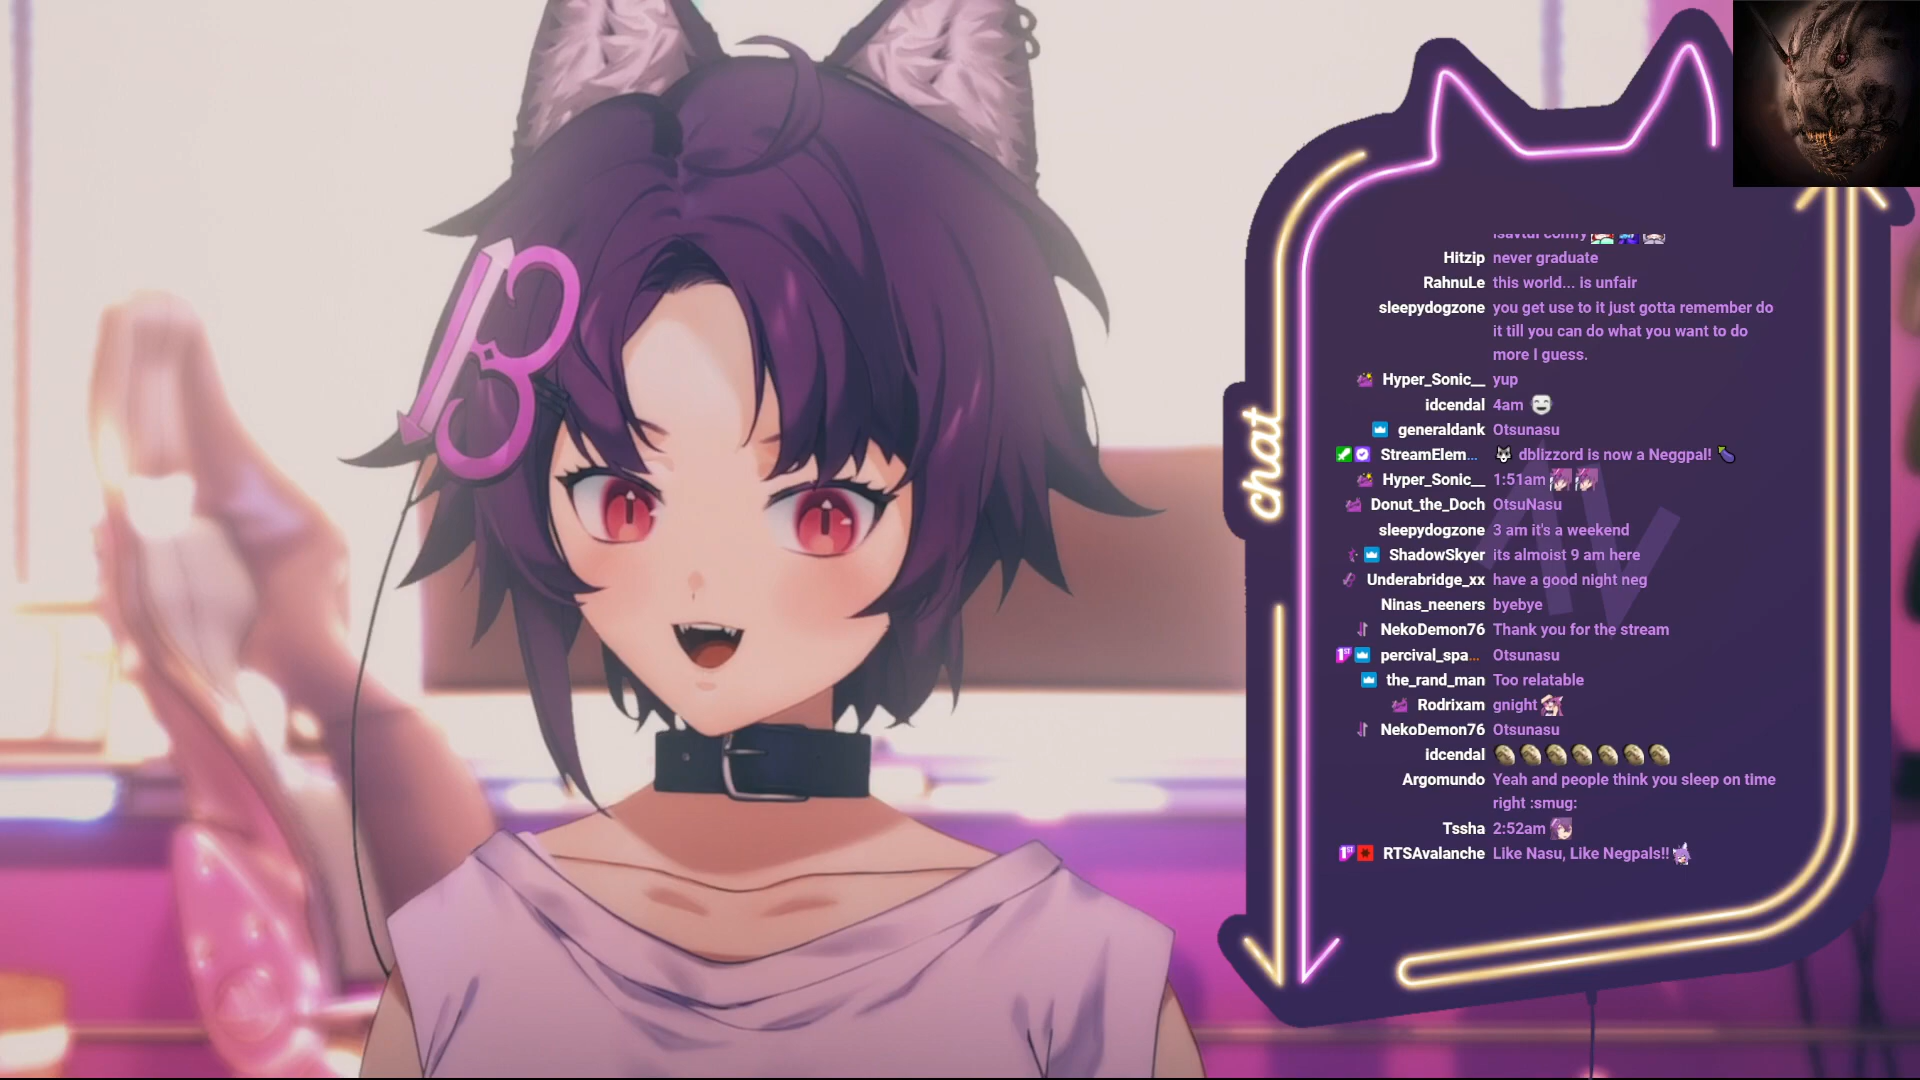 chat
Hitzip never graduate
RahnuLe this world... is unfair
sleepydogzone you get use to it just gotta remember do
it till you can do what you want to do
more I guess.
Hyper_Sonic__ yup
idcendal 4am
generaldank Otsunasu
StreamElem... dblizzord is now a Neggpal!
Hyper_Sonic__ 1:51am
Donut_the_Doch OtsuNasu
sleepydogzone 3 am it's a weekend
ShadowSkyer its almoist 9 am here
Underabridge_xx have a good night neg
Ninas_neeners byebye
NekoDemon76 Thank you for the stream
percival_spa... Otsunasu
the_rand_man Too relatable
Rodrixam gnight
NekoDemon76 Otsunasu
idcendal
Argomundo Yeah and people think you sleep on time
right :smug:
Tssha 2:52am
RTSAvalanche Like Nasu, Like Negpals!!